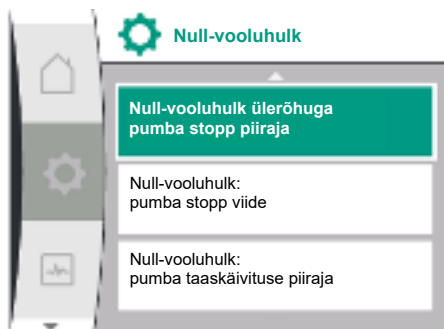 Null-vooluhulk
Null-vooluhulk ülerõhuga
pumba stopp piiraja
Null-vooluhulk:
pumba stopp viide
Null-vooluhulk:
pumba taaskäivituse piiraja